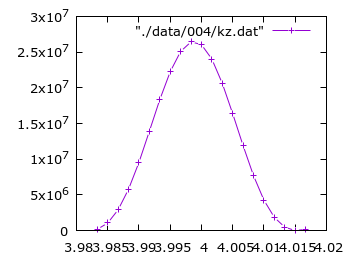 3x10^7
"./data/004/kz.dat"
2.5x10^7
2x10^7
1.5x10^7
1x10^7
5x10^6
0
3.98 3.985 3.99 3.995 4 4.005 4.01 4.015 4.02